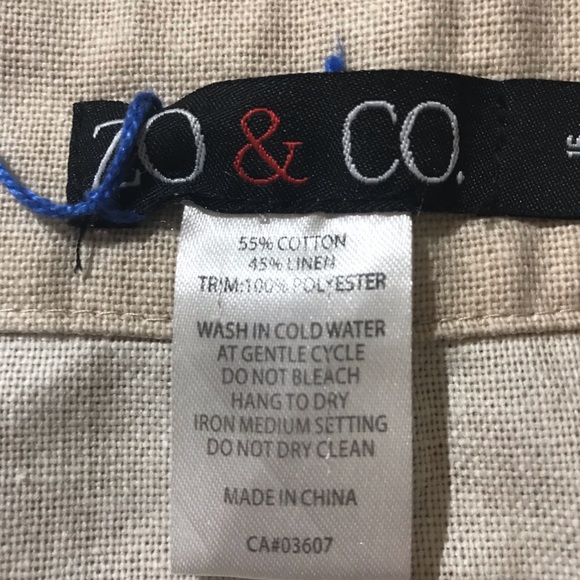 ZO & CO.
55% COTTON
45% LINEN
TRIM:100% POLYESTER
WASH IN COLD WATER
AT GENTLE CYCLE
DO NOT BLEACH
HANG TO DRY
IRON MEDIUM SETTING
DO NOT DRY CLEAN
MADE IN CHINA
CA#03607